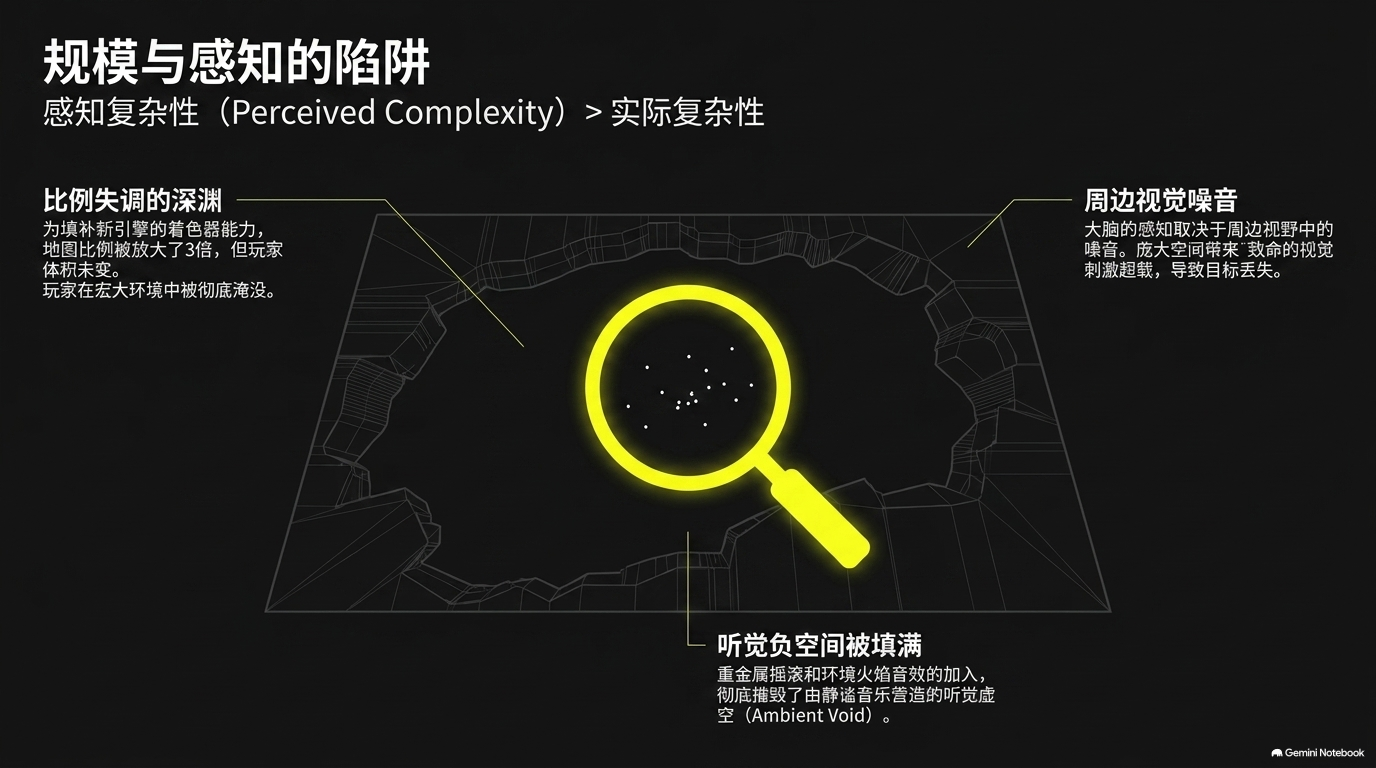 规模与感知的陷阱
感知复杂性（Perceived Complexity）> 实际复杂性
比例失调的深渊
为填补新引擎的着色器能力，
地图比例被放大了3倍，但玩家
体积未变。
玩家在宏大环境中被彻底淹没。
周边视觉噪音
大脑的感知取决于周边视野中的
噪音。庞大空间带来¨致命的视觉
刺激超载，导致目标丢失。
听觉负空间被填满
重金属摇滚和环境火焰音效的加入，
彻底摧毁了由静谧音乐营造的听觉虚
空（Ambient Void）。
Gemini Notebook